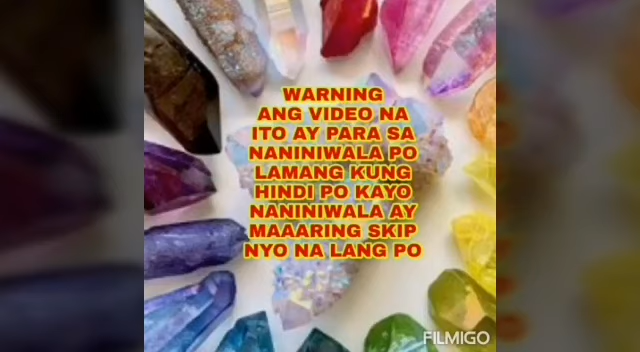 WARNING
ANG VIDEO NA
ITO AY PARA SA
NANINIWALA PO
LAMANG KUNG
HINDI PO KAYO
NANINIWALA AY
MAAARING SKIP
NYO NA LANG PO
FILMIGO